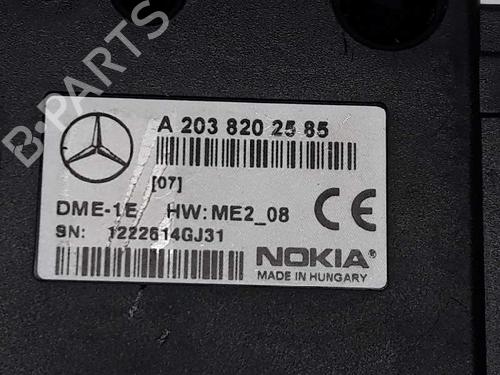 B-PARTS
A 203 820 25 85
[07]
DME-1E HW: ME2_08
SN: 1222614GJ31
CE
NOKIA
MADE IN HUNGARY